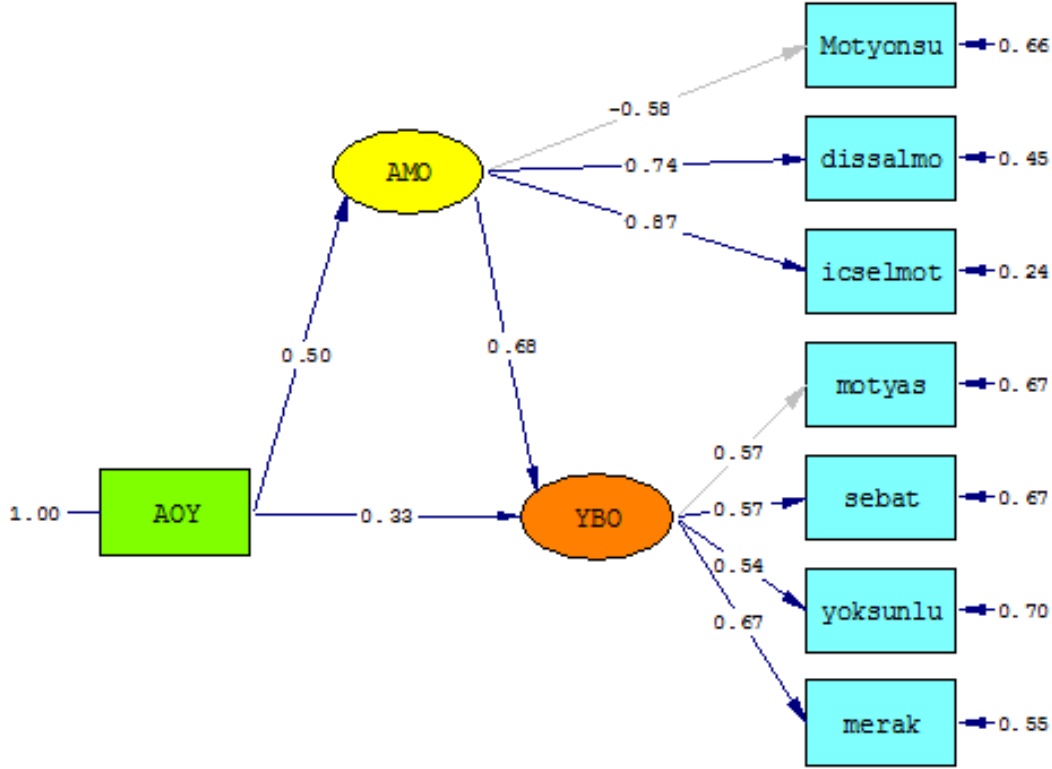 Motyonsu
0.66
-0.58
AMO
0.74
dissalmo
0.45
0.87
icselmot
0.24
0.50
0.68
motyas
0.67
0.57
1.00
AOY
0.33
YBO
0.57
sebat
0.67
0.54
yoksunlu
0.70
0.67
merak
0.55